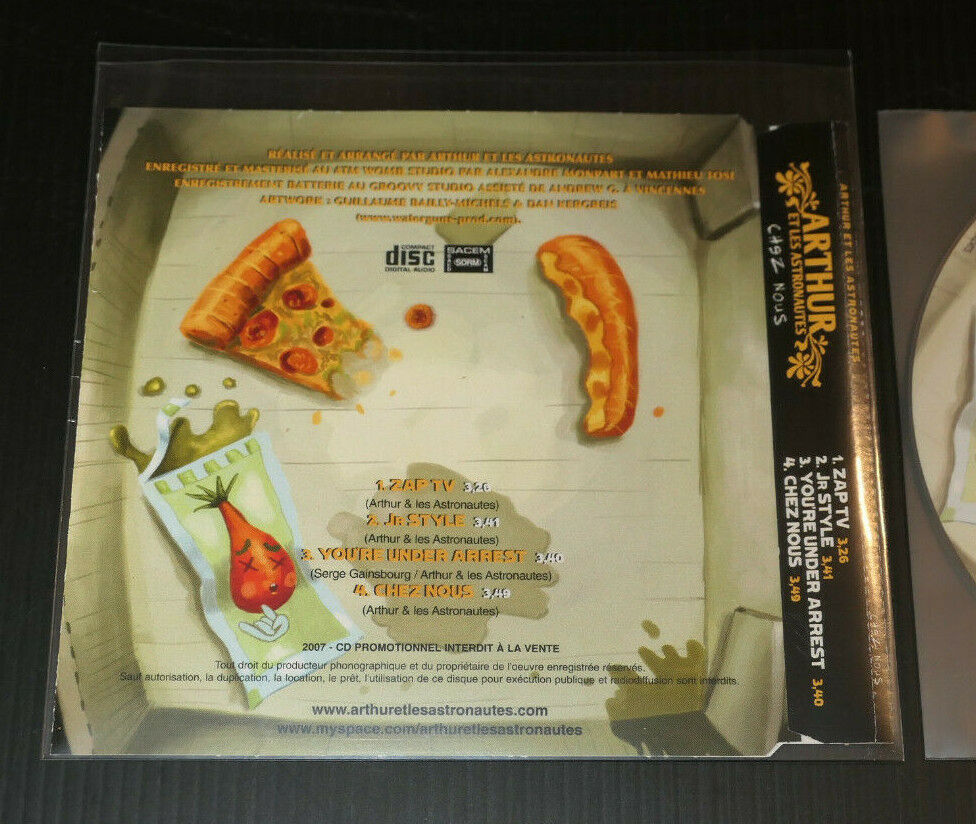 RÉALISÉ ET ARRANGÉ PAR ARTHUR ET LES ASTRONAUTES
ENREGISTRÉ ET MASTERISÉ AU ATM WOMB STUDIO PAR ALEXANDRE MONPART ET MATHIEU JOSÉ
ENREGISTREMENT BATTERIE AU GROOVY STUDIO ASSISTÉ DE ANDREW G. À VINCENNES
ARTWORK : GUILLAUME BAILLY-MICHELS & DAN KERGREIS
COMPACT
disc
DIGITAL AUDIO
SACEM
SDRM
1. ZAP TV 3,26
(Arthur & les Astronautes)
2. JR STYLE 3,41
(Arthur & les Astronautes)
3. YOU'RE UNDER ARREST 3,40
(Serge Gainsbourg / Arthur & les Astronautes)
4. CHEZ NOUS 3,49
(Arthur & les Astronautes)
2007 - CD PROMOTIONNEL INTERDIT À LA VENTE
Tout droit du producteur phonographique et du propriétaire de l'oeuvre enregistrée réservés.
Sauf autorisation, la duplication, la location, le prêt, l'utilisation de ce disque pour exécution publique et radiodiffusion sont interdits.
www.arthuretlesastronautes.com
www.myspace.com/arthuretlesastronautes
ARTHUR
ET LES ASTRONAUTES
CHEZ NOUS
ARTHUR ET LES ASTRONAUTES
1. ZAP TV 3,26
2. JR STYLE 3,41
3. YOU'RE UNDER ARREST 3,40
4. CHEZ NOUS 3,49